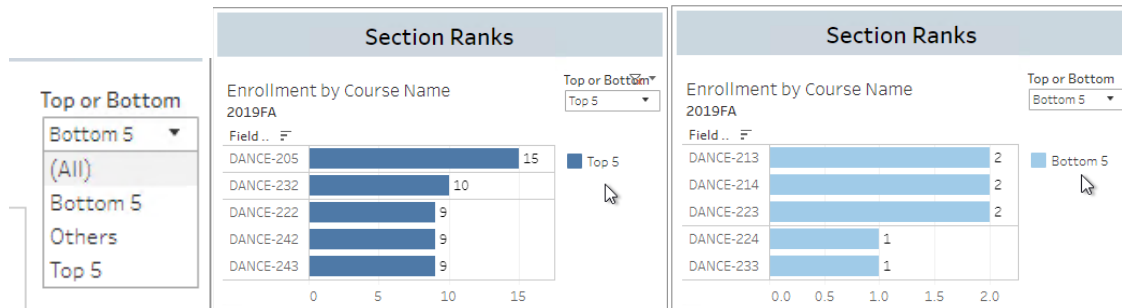 Top or Bottom
Bottom 5
(All)
Bottom 5
Others
Top 5
Section Ranks
Enrollment by Course Name
2019FA
Field ..
Top or Bottom
Top 5
DANCE-205 15
DANCE-232 10
DANCE-222 9
DANCE-242 9
DANCE-243 9
0 5 10 15
Top 5
Section Ranks
Enrollment by Course Name
2019FA
Field ..
Top or Bottom
Bottom 5
DANCE-213 2
DANCE-214 2
DANCE-223 2
DANCE-224 1
DANCE-233 1
0.0 0.5 1.0 1.5 2.0
Bottom 5